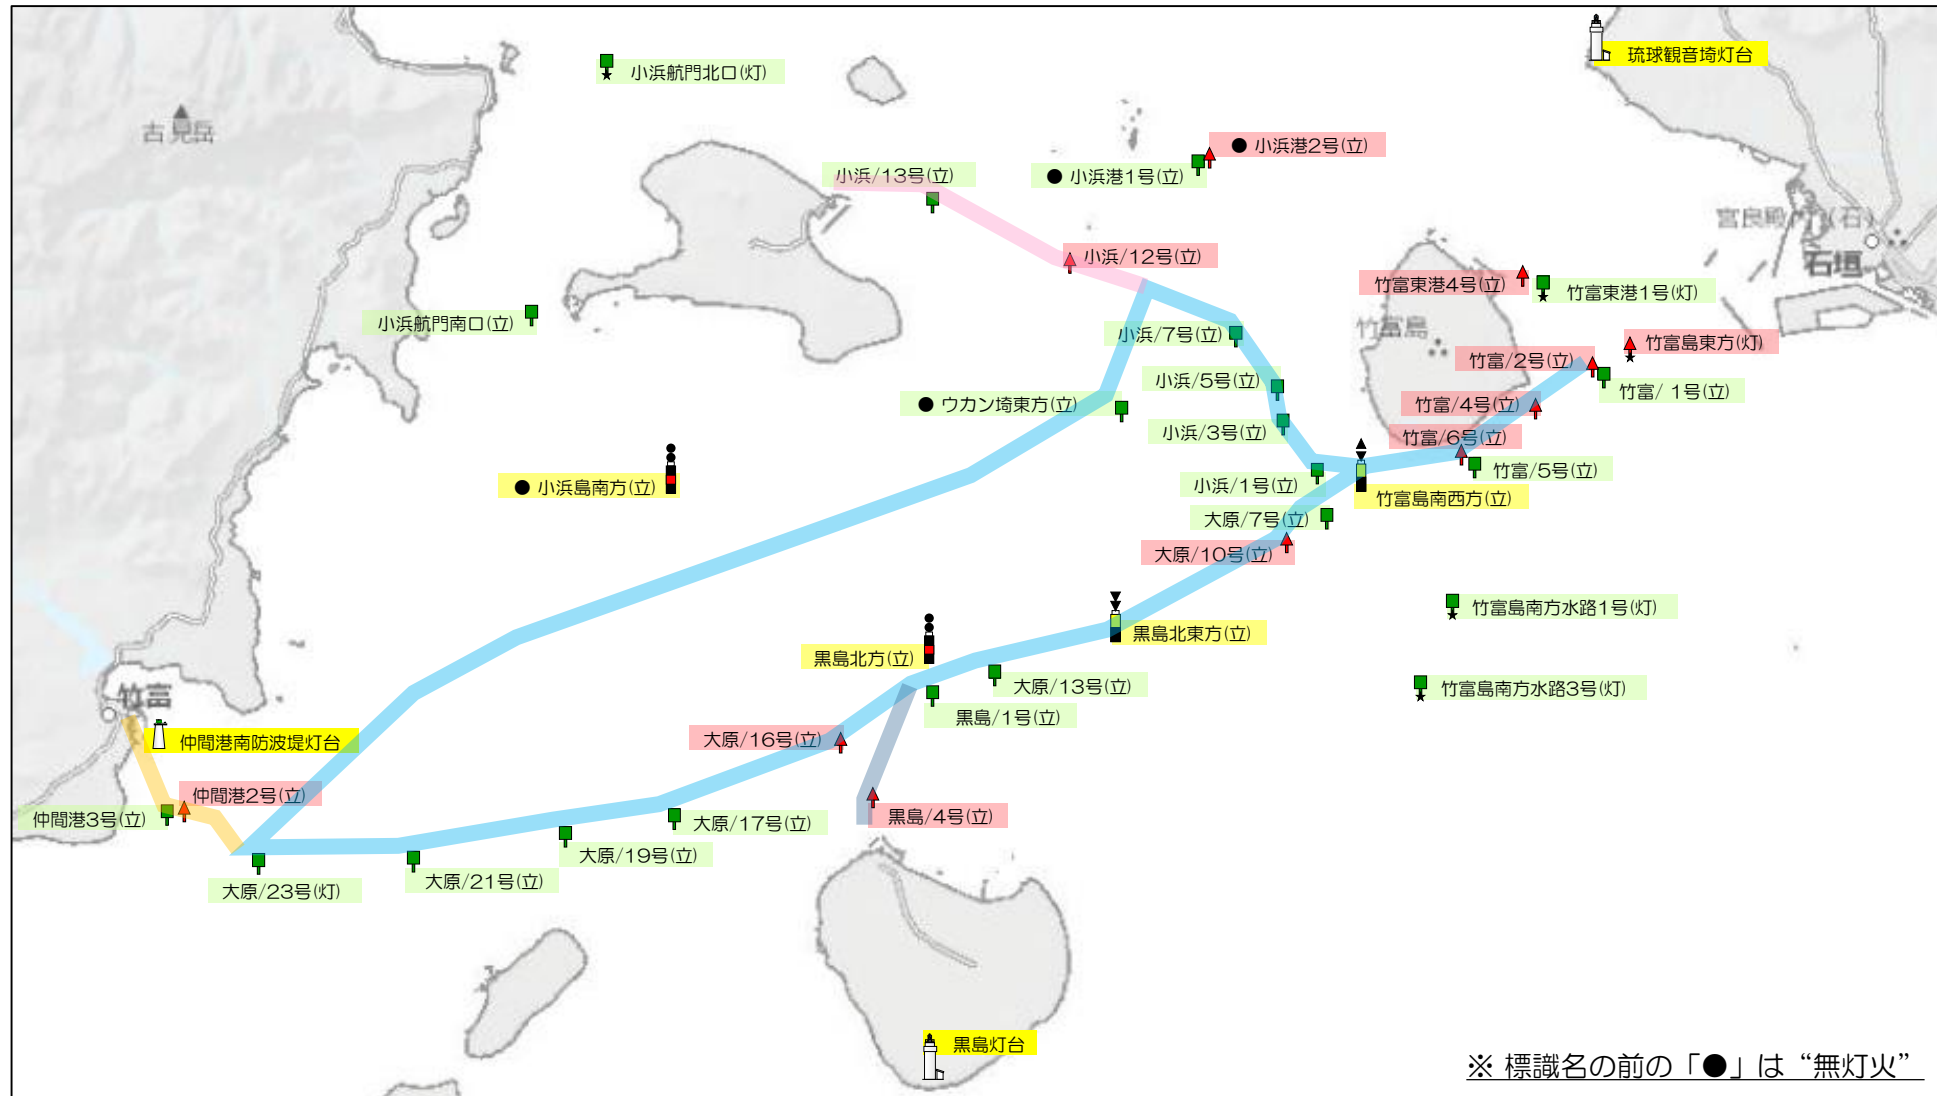 琉球観音埼灯台
小浜航門北口(灯)
古見岳
● 小浜港2号(立)
小浜/13号(立)
● 小浜港1号(立)
宮良殿内(石)
小浜/12号(立)
石垣
竹富東港4号(立)
竹富東港1号(灯)
小浜航門南口(立)
竹富島
小浜/7号(立)
竹富島東方(灯)
竹富/2号(立)
小浜/5号(立)
竹富/ 1号(立)
● ウカン埼東方(立)
竹富/4号(立)
小浜/3号(立)
竹富/6号(立)
竹富/5号(立)
● 小浜島南方(立)
小浜/1号(立)
竹富島南西方(立)
大原/7号(立)
大原/10号(立)
竹富島南方水路1号(灯)
黒島北東方(立)
黒島北方(立)
大原/13号(立)
竹富島南方水路3号(灯)
竹富
黒島/1号(立)
仲間港南防波堤灯台
大原/16号(立)
仲間港2号(立)
仲間港3号(立)
黒島/4号(立)
大原/17号(立)
大原/19号(立)
大原/21号(立)
大原/23号(灯)
黒島灯台
※ 標識名の前の「●」は“無灯火”